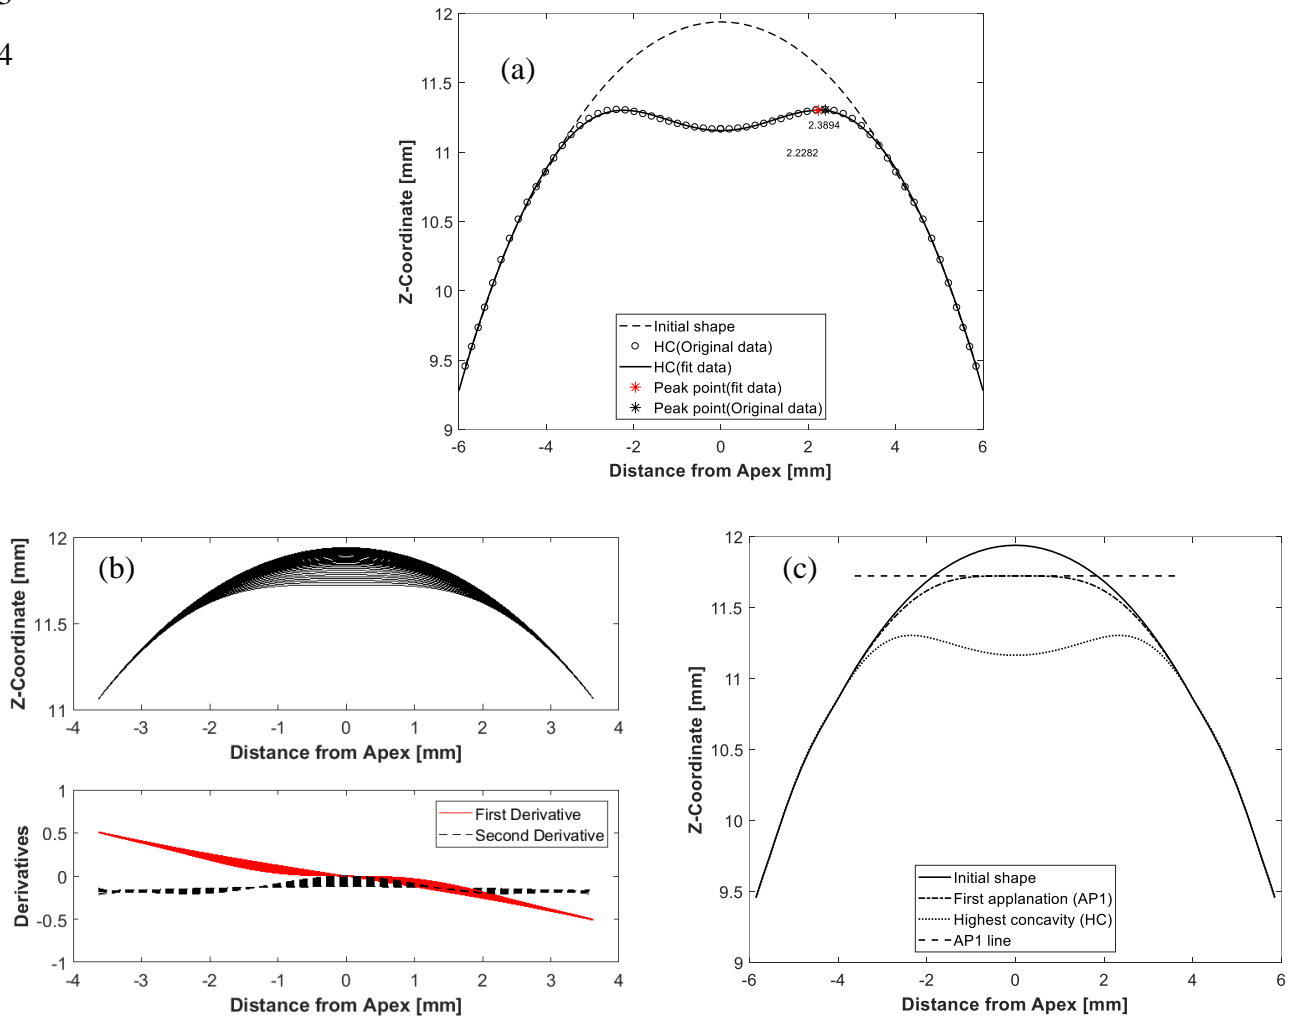 4
(a)
12
11.5
11
10.5
10
9.5
9
Z-Coordinate [mm]
2.3894
2.2282
Initial shape
HC(Original data)
HC(fit data)
Peak point(fit data)
Peak point(Original data)
-6 -4 -2 0 2 4 6
Distance from Apex [mm]
(b)
12
11.5
11
Z-Coordinate [mm]
-4 -3 -2 -1 0 1 2 3 4
Distance from Apex [mm]
1
0.5
0
-0.5
-1
Derivatives
First Derivative
Second Derivative
-4 -3 -2 -1 0 1 2 3 4
Distance from Apex [mm]
(c)
12
11.5
11
10.5
10
9.5
9
Z-Coordinate [mm]
Initial shape
First applanation (AP1)
Highest concavity (HC)
AP1 line
-6 -4 -2 0 2 4 6
Distance from Apex [mm]